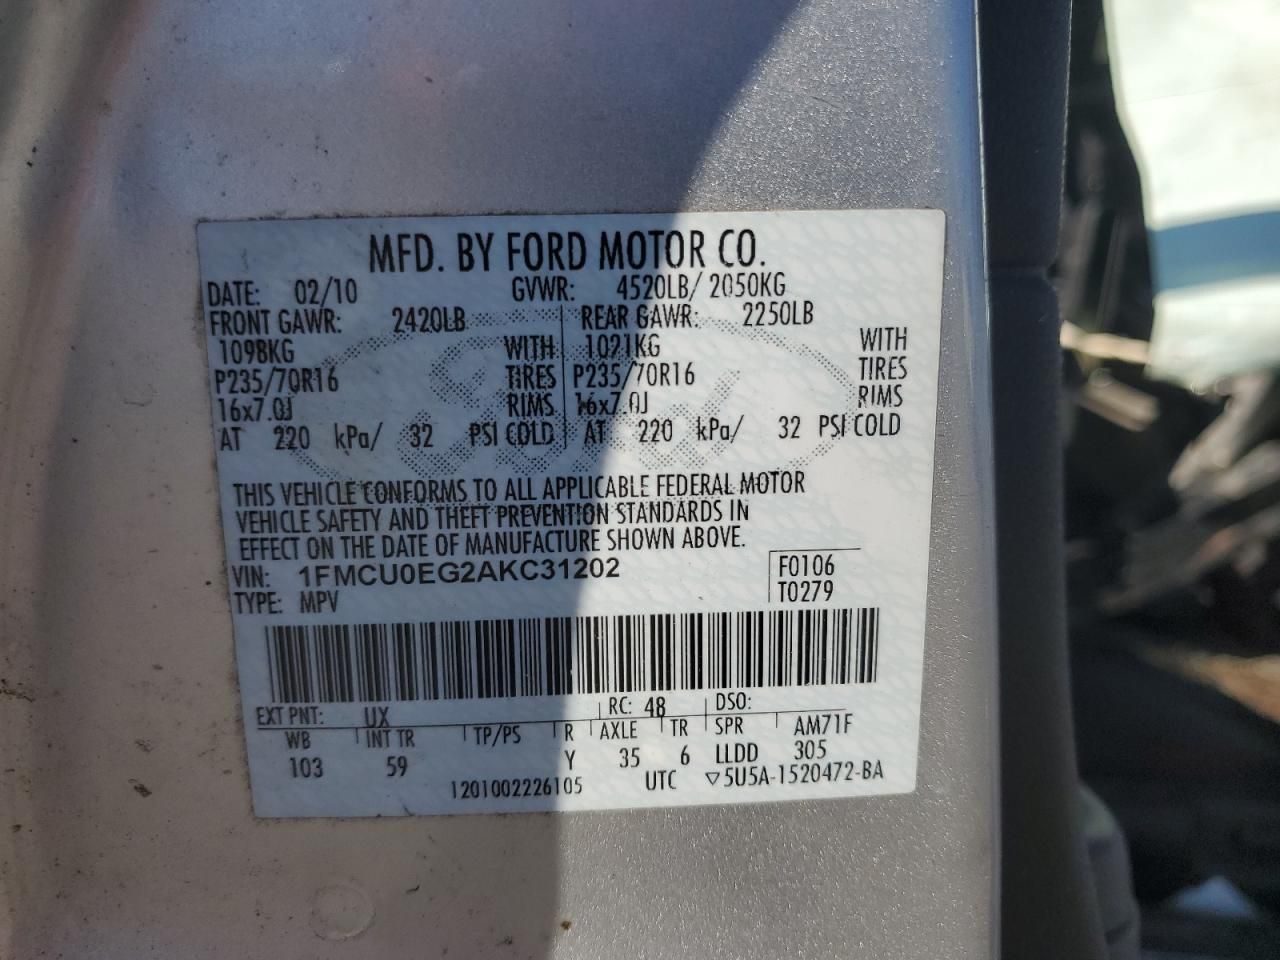 MFD. BY FORD MOTOR CO.
DATE: 02/10 GVWR: 4520LB/ 2050KG
FRONT GAWR: 2420LB REAR GAWR: 2250LB
1098KG WITH 1021KG WITH
P235/70R16 TIRES P235/70R16 TIRES
16x7.0J RIMS 16x7.0J RIMS
AT 220 kPa/ 32 PSI COLD AT 220 kPa/ 32 PSI COLD
THIS VEHICLE CONFORMS TO ALL APPLICABLE FEDERAL MOTOR
VEHICLE SAFETY AND THEFT PREVENTION STANDARDS IN
EFFECT ON THE DATE OF MANUFACTURE SHOWN ABOVE.
VIN: 1FMCU0EG2AKC31202 F0106
TYPE: MPV T0279
EXT PNT: UX RC: 48 DSO:
WB INT TR TP/PS R AXLE TR SPR AM71F
103 59 Y 35 6 LLDD 305
1201002226105 UTC ▽5U5A-1520472-BA